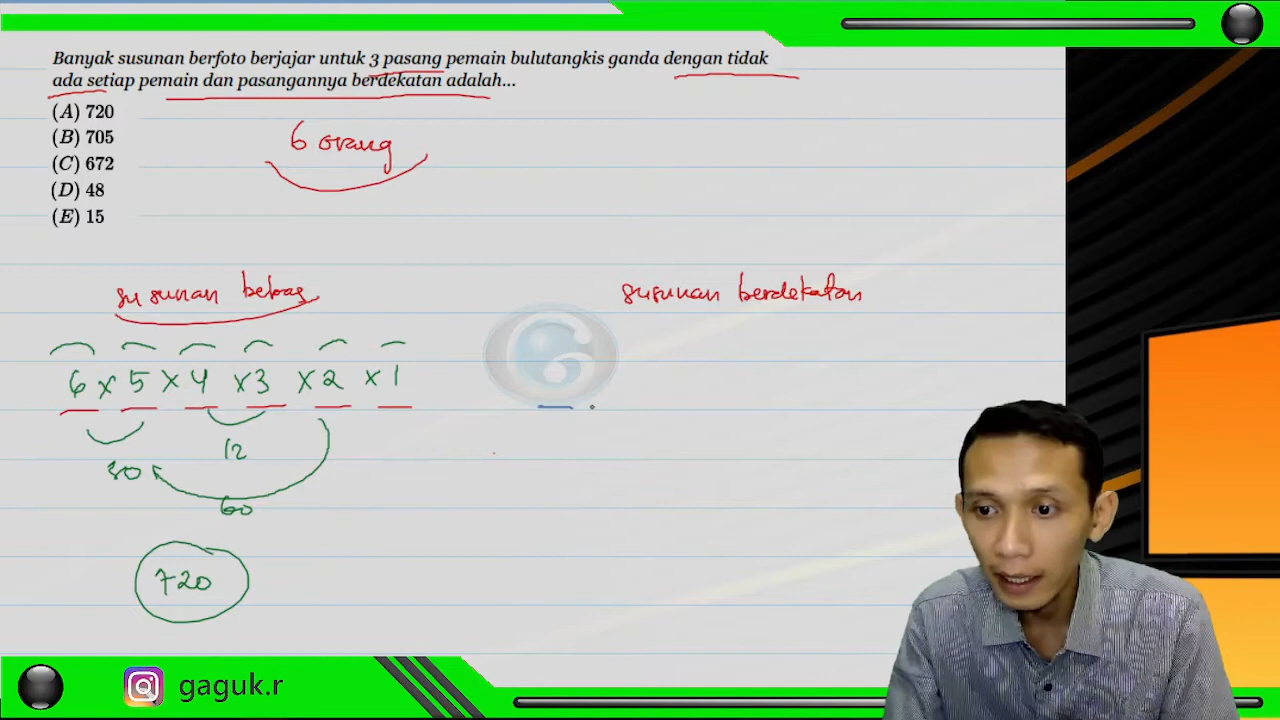 Banyak susunan berfoto berjajar untuk 3 pasang pemain bulutangkis ganda dengan tidak
ada setiap pemain dan pasangannya berdekatan adalah...
(A) 720
(B) 705
(C) 672
(D) 48
(E) 15
6 orang
susunan bebas
susunan berdekatan
6 x 5 x 4 x 3 x 2 x 1
12
30
60
720
gaguk.r